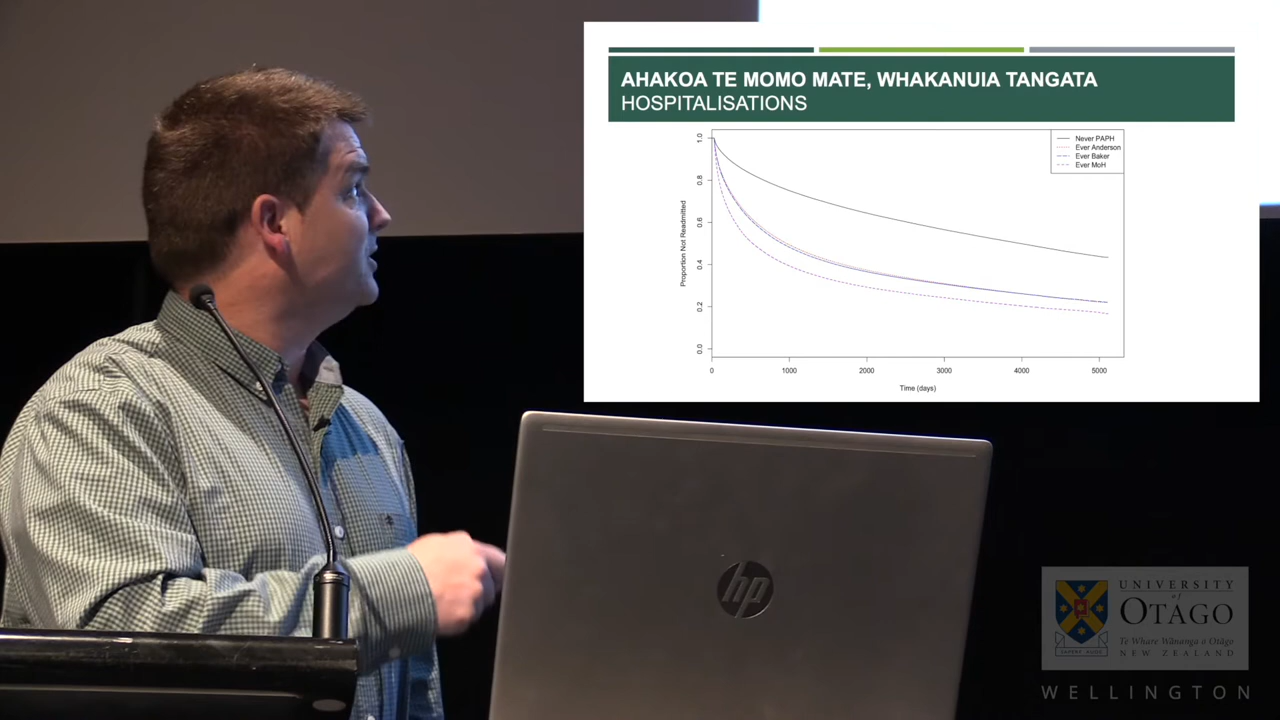 AHAKOA TE MOMO MATE, WHAKANUIA TANGATA
HOSPITALISATIONS
Never PAPH
Ever Anderson
Ever Baker
Ever MoH
Proportion Not Readmitted
1.0
0.8
0.6
0.4
0.2
0.0
0 1000 2000 3000 4000 5000
Time (days)
hp
UNIVERSITY
of
OTAGO
Te Whare Wānanga o Otāgo
NEW ZEALAND
WELLINGTON